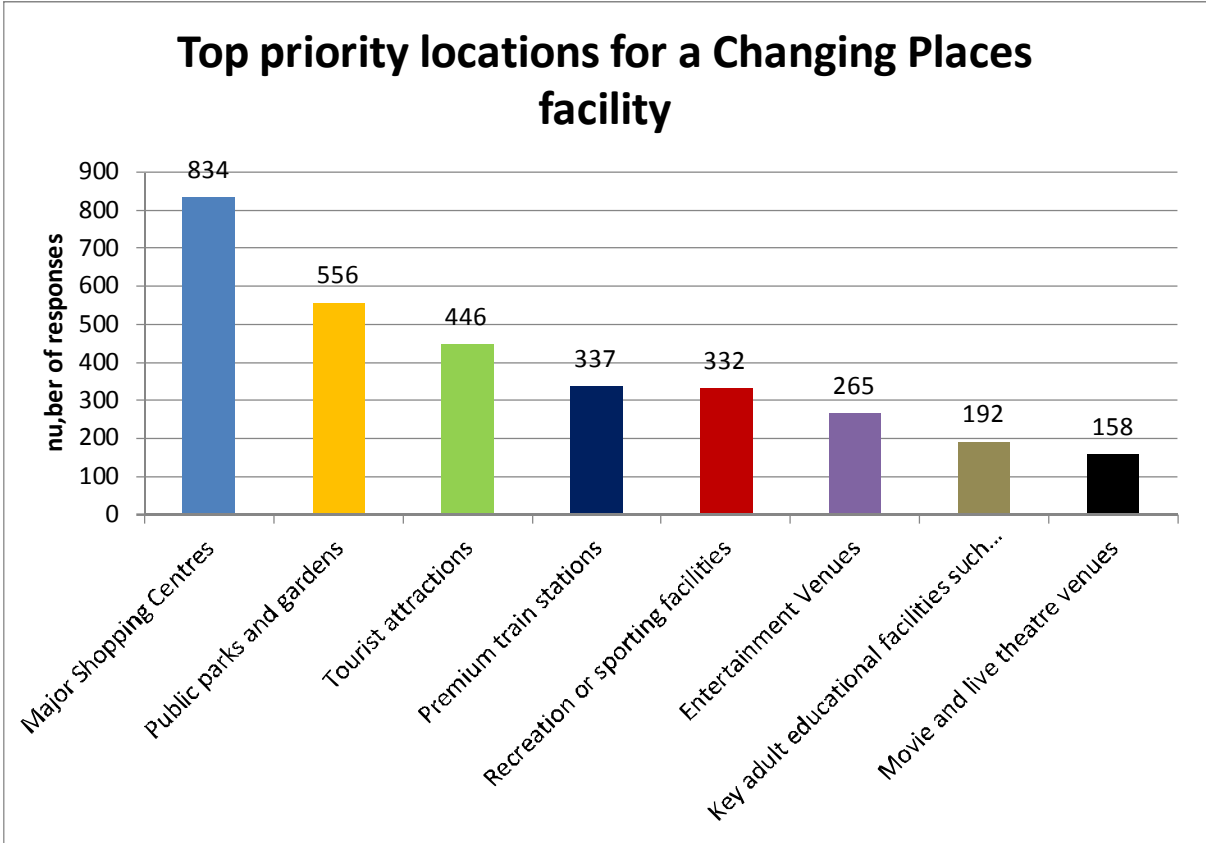 Top priority locations for a Changing Places
facility
nu,ber of responses
900
800
700
600
500
400
300
200
100
0
834
556
446
337
332
265
192
158
Major Shopping Centres
Public parks and gardens
Tourist attractions
Premium train stations
Recreation or sporting facilities
Entertainment Venues
Key adult educational facilities such...
Movie and live theatre venues